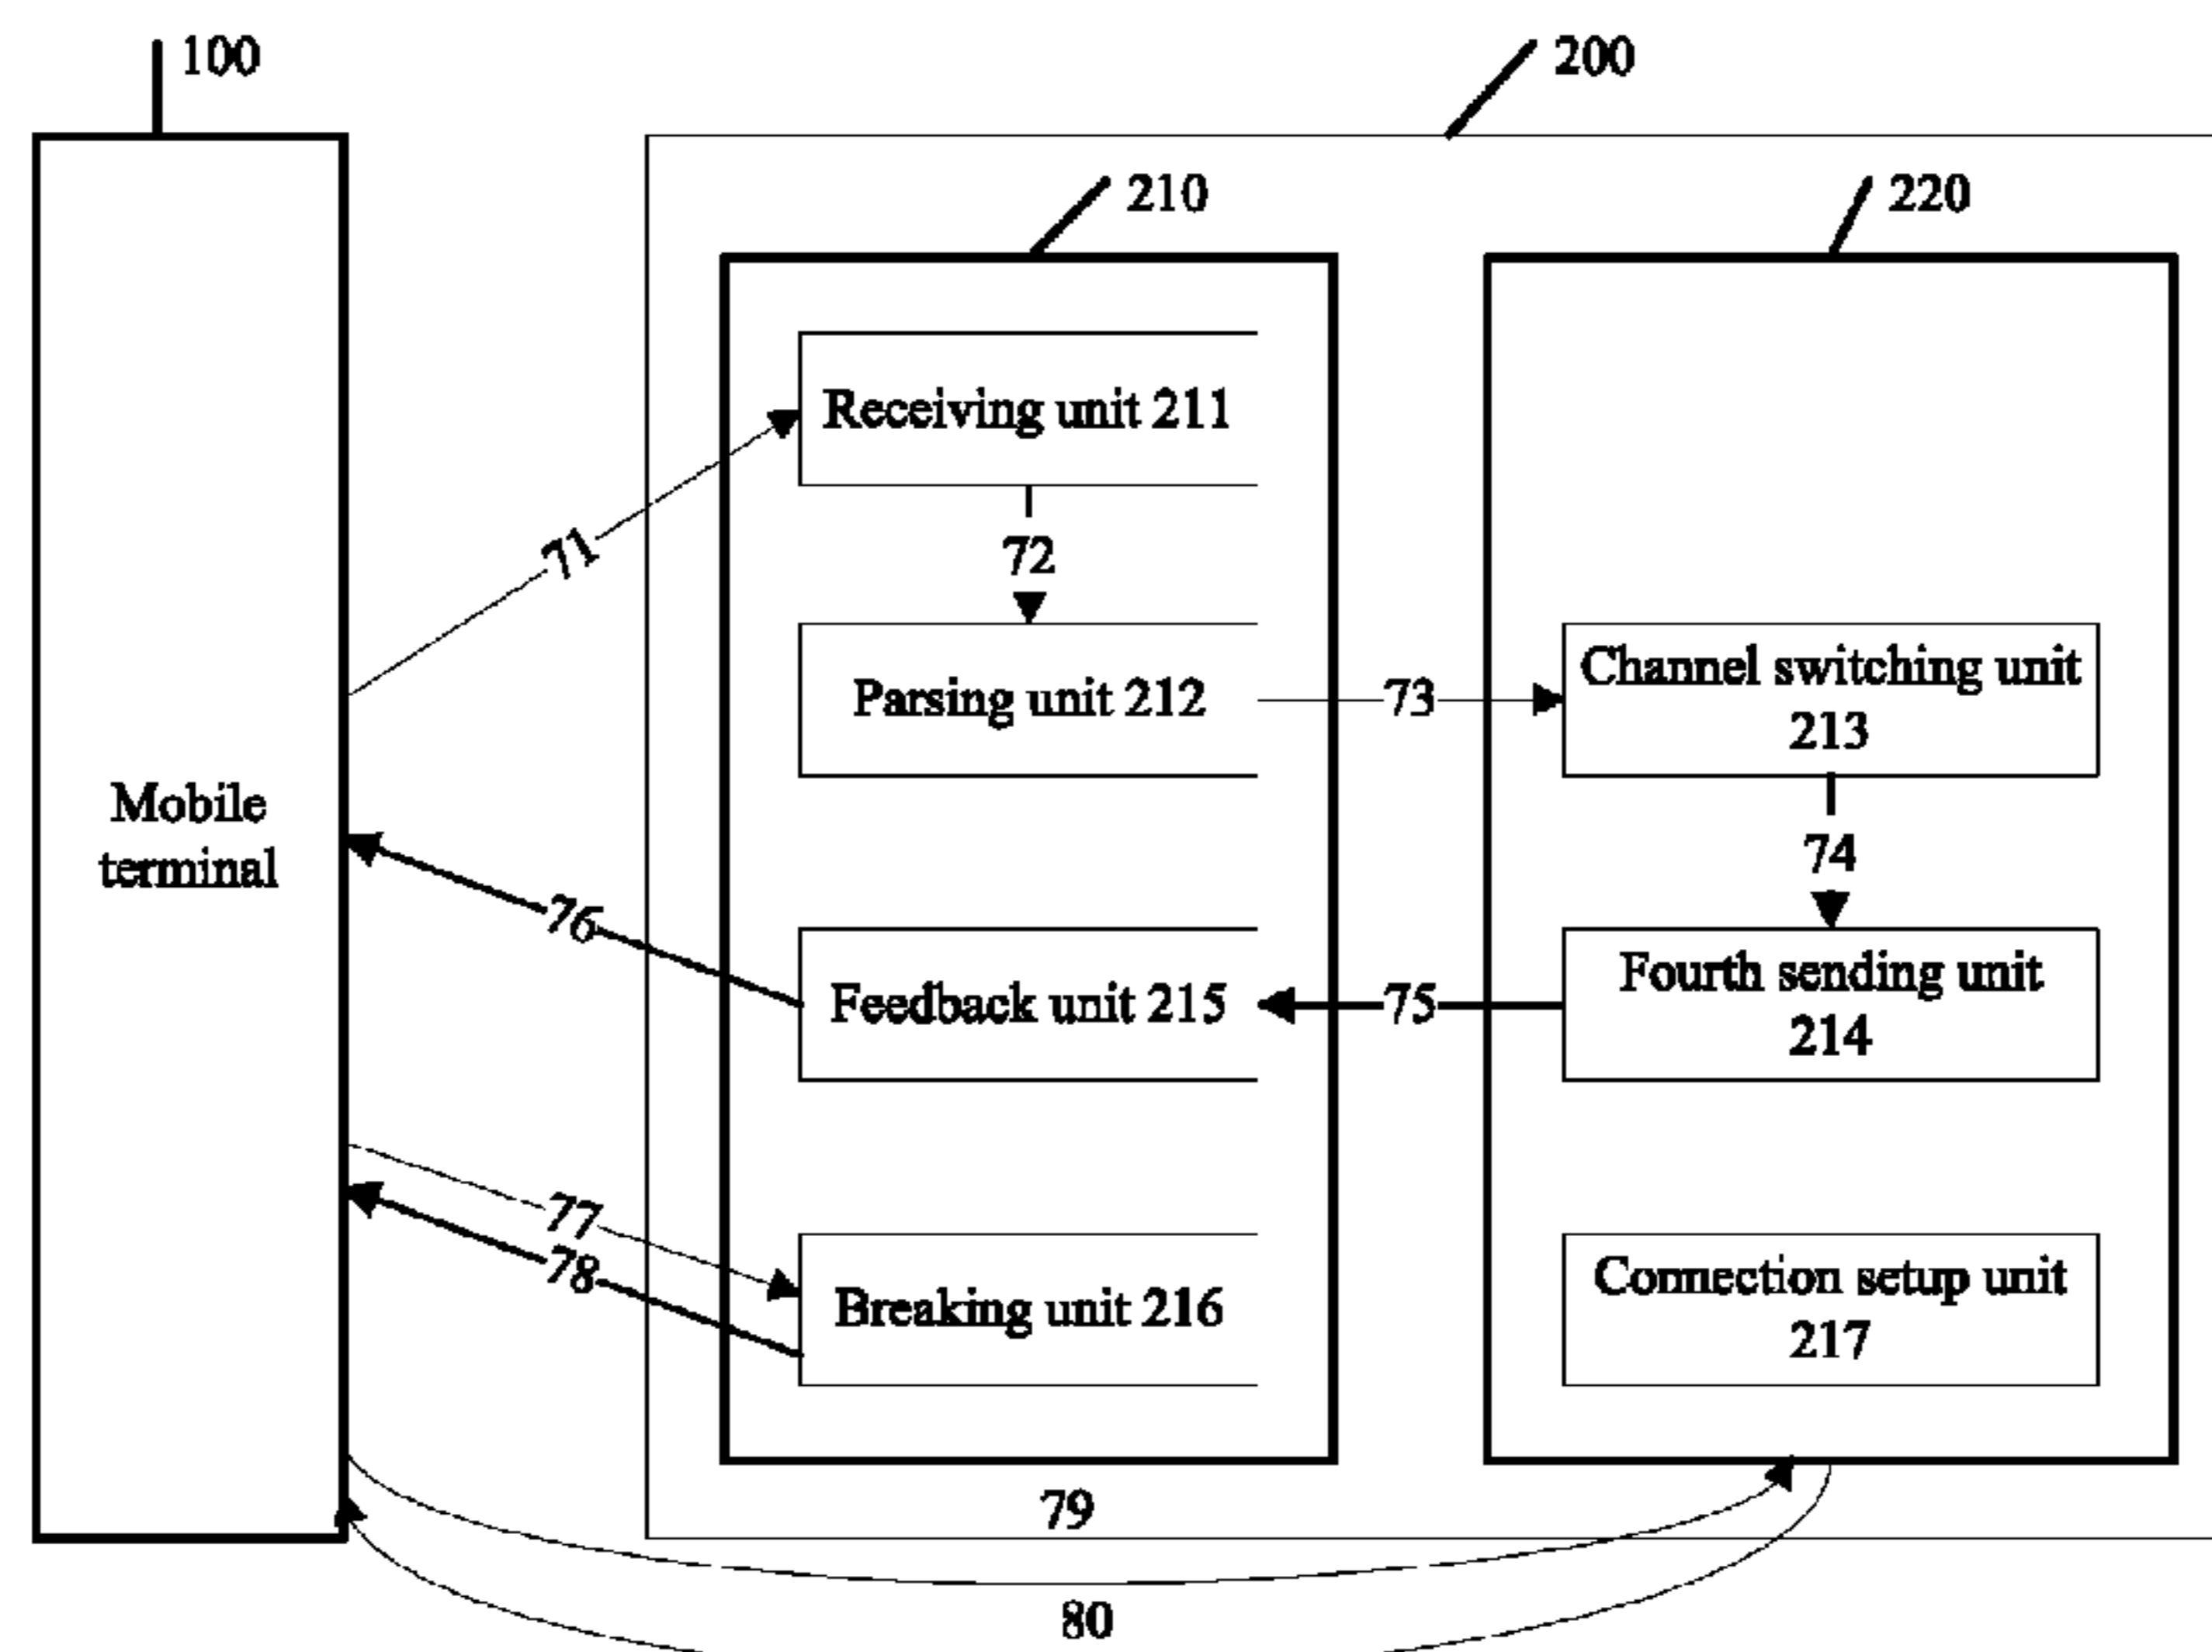 100
200
210
220
Receiving unit 211
71
72
Parsing unit 212
73
Channel switching unit
213
Mobile
terminal
74
76
Feedback unit 215
75
Fourth sending unit
214
77
78
Breaking unit 216
Connection setup unit
217
79
80